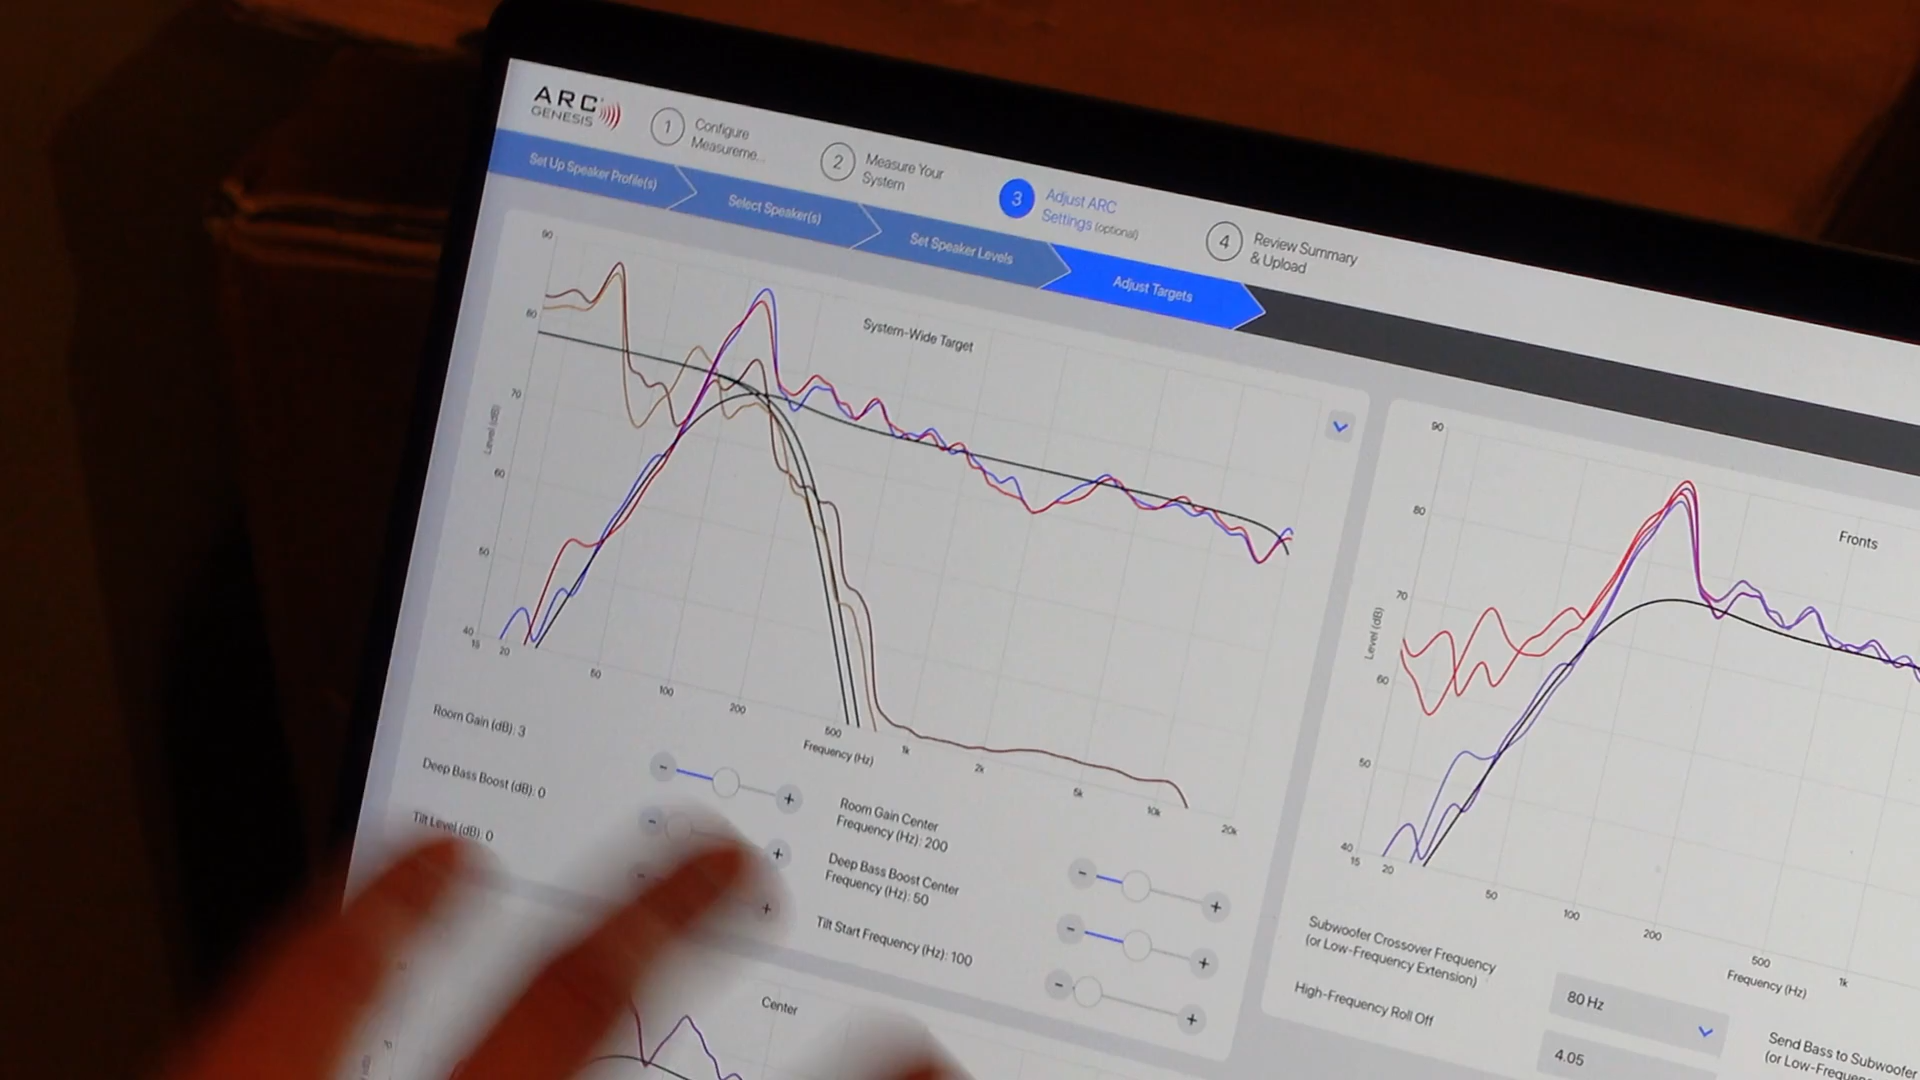 ARC
GENESIS
1
Configure
Measureme...
2
Measure Your
System
3
Adjust ARC
Settings (optional)
4
Review Summary
& Upload
Set Up Speaker Profile(s)
Select Speaker(s)
Set Speaker Levels
Adjust Targets
System-Wide Target
90
80
70
60
50
40
Level (dB)
15
20
50
100
200
500
1k
2k
5k
10k
20k
Frequency (Hz)
Room Gain (dB): 3
Deep Bass Boost (dB): 0
Tilt Level (dB): 0
Room Gain Center
Frequency (Hz): 200
Deep Bass Boost Center
Frequency (Hz): 50
Tilt Start Frequency (Hz): 100
Fronts
90
80
70
60
50
40
Level (dB)
15
20
50
100
200
500
1k
Frequency (Hz)
Subwoofer Crossover Frequency
(or Low-Frequency Extension)
80 Hz
High-Frequency Roll Off
4.05
Send Bass to Subwoofer
Center